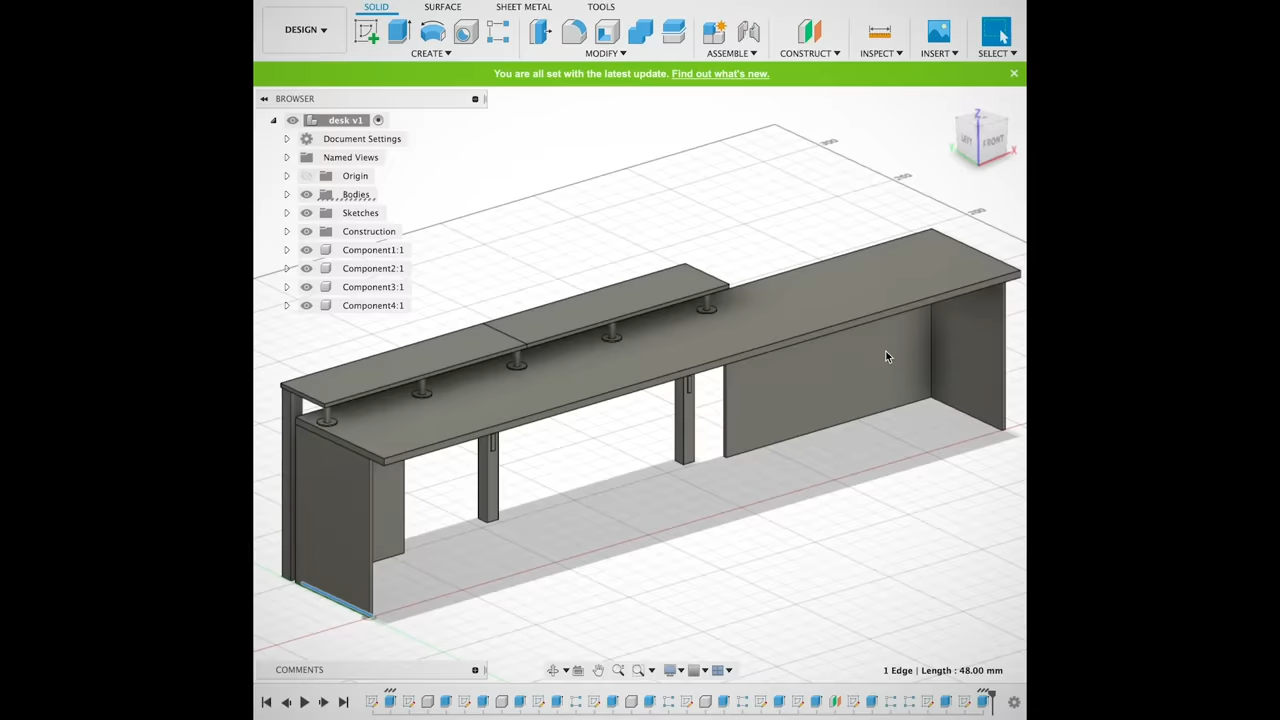 SOLID SURFACE SHEET METAL TOOLS
DESIGN
CREATE MODIFY ASSEMBLE CONSTRUCT INSPECT INSERT SELECT
You are all set with the latest update. Find out what's new.
BROWSER
desk v1
Document Settings
Named Views
Origin
Bodies
Sketches
Construction
Component1:1
Component2:1
Component3:1
Component4:1
Z
LEFT FRONT
X
Y
COMMENTS
1 Edge | Length : 48.00 mm